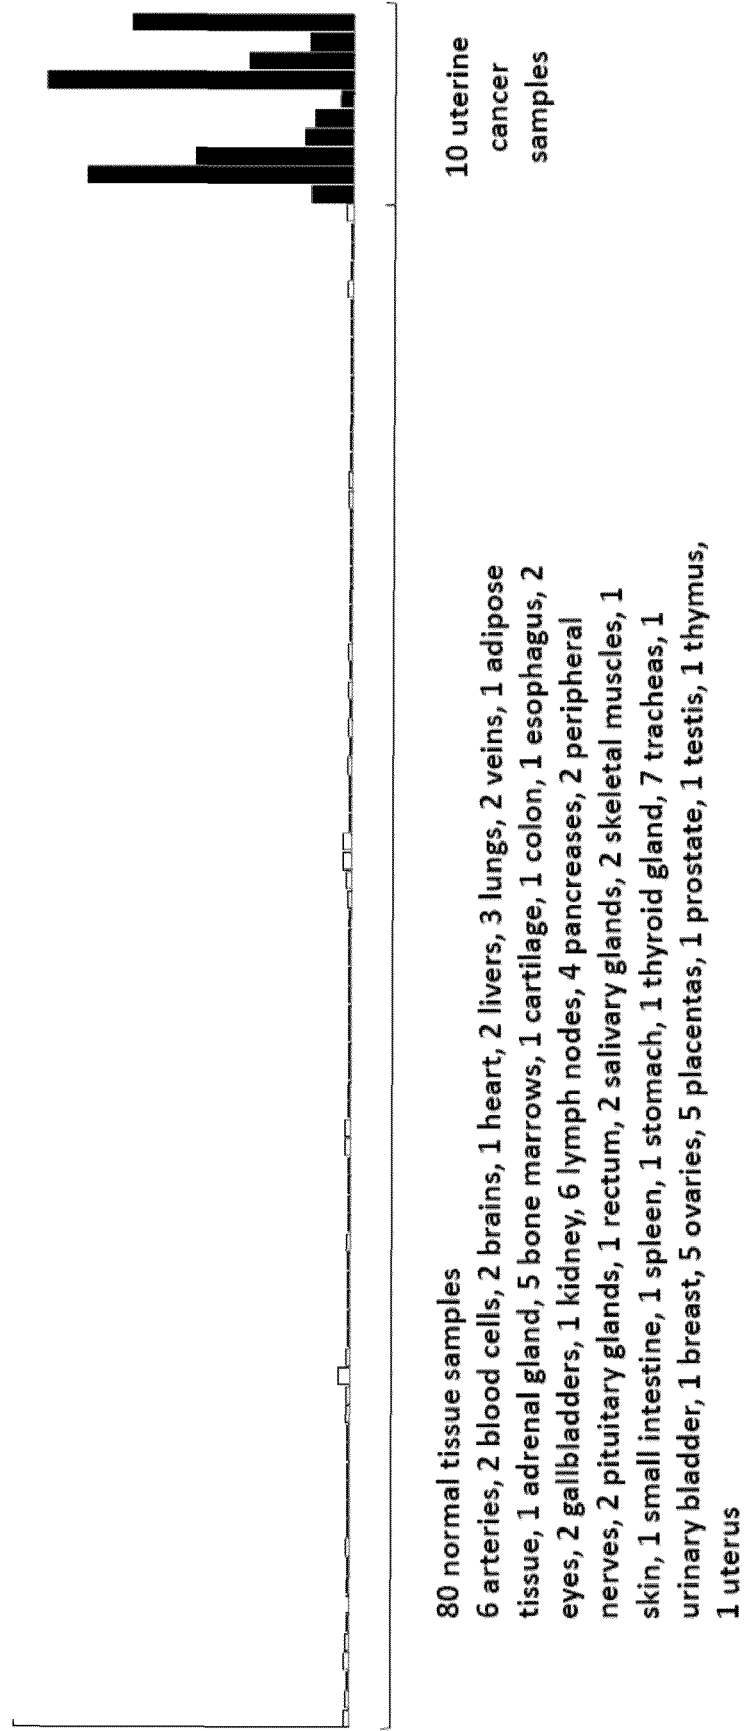 80 normal tissue samples
6 arteries, 2 blood cells, 2 brains, 1 heart, 2 livers, 3 lungs, 2 veins, 1 adipose
tissue, 1 adrenal gland, 5 bone marrows, 1 cartilage, 1 colon, 1 esophagus, 2
eyes, 2 gallbladders, 1 kidney, 6 lymph nodes, 4 pancreases, 2 peripheral
nerves, 2 pituitary glands, 1 rectum, 2 salivary glands, 2 skeletal muscles, 1
skin, 1 small intestine, 1 spleen, 1 stomach, 1 thyroid gland, 7 tracheas, 1
urinary bladder, 1 breast, 5 ovaries, 5 placentas, 1 prostate, 1 testis, 1 thymus,
1 uterus
10 uterine
cancer
samples